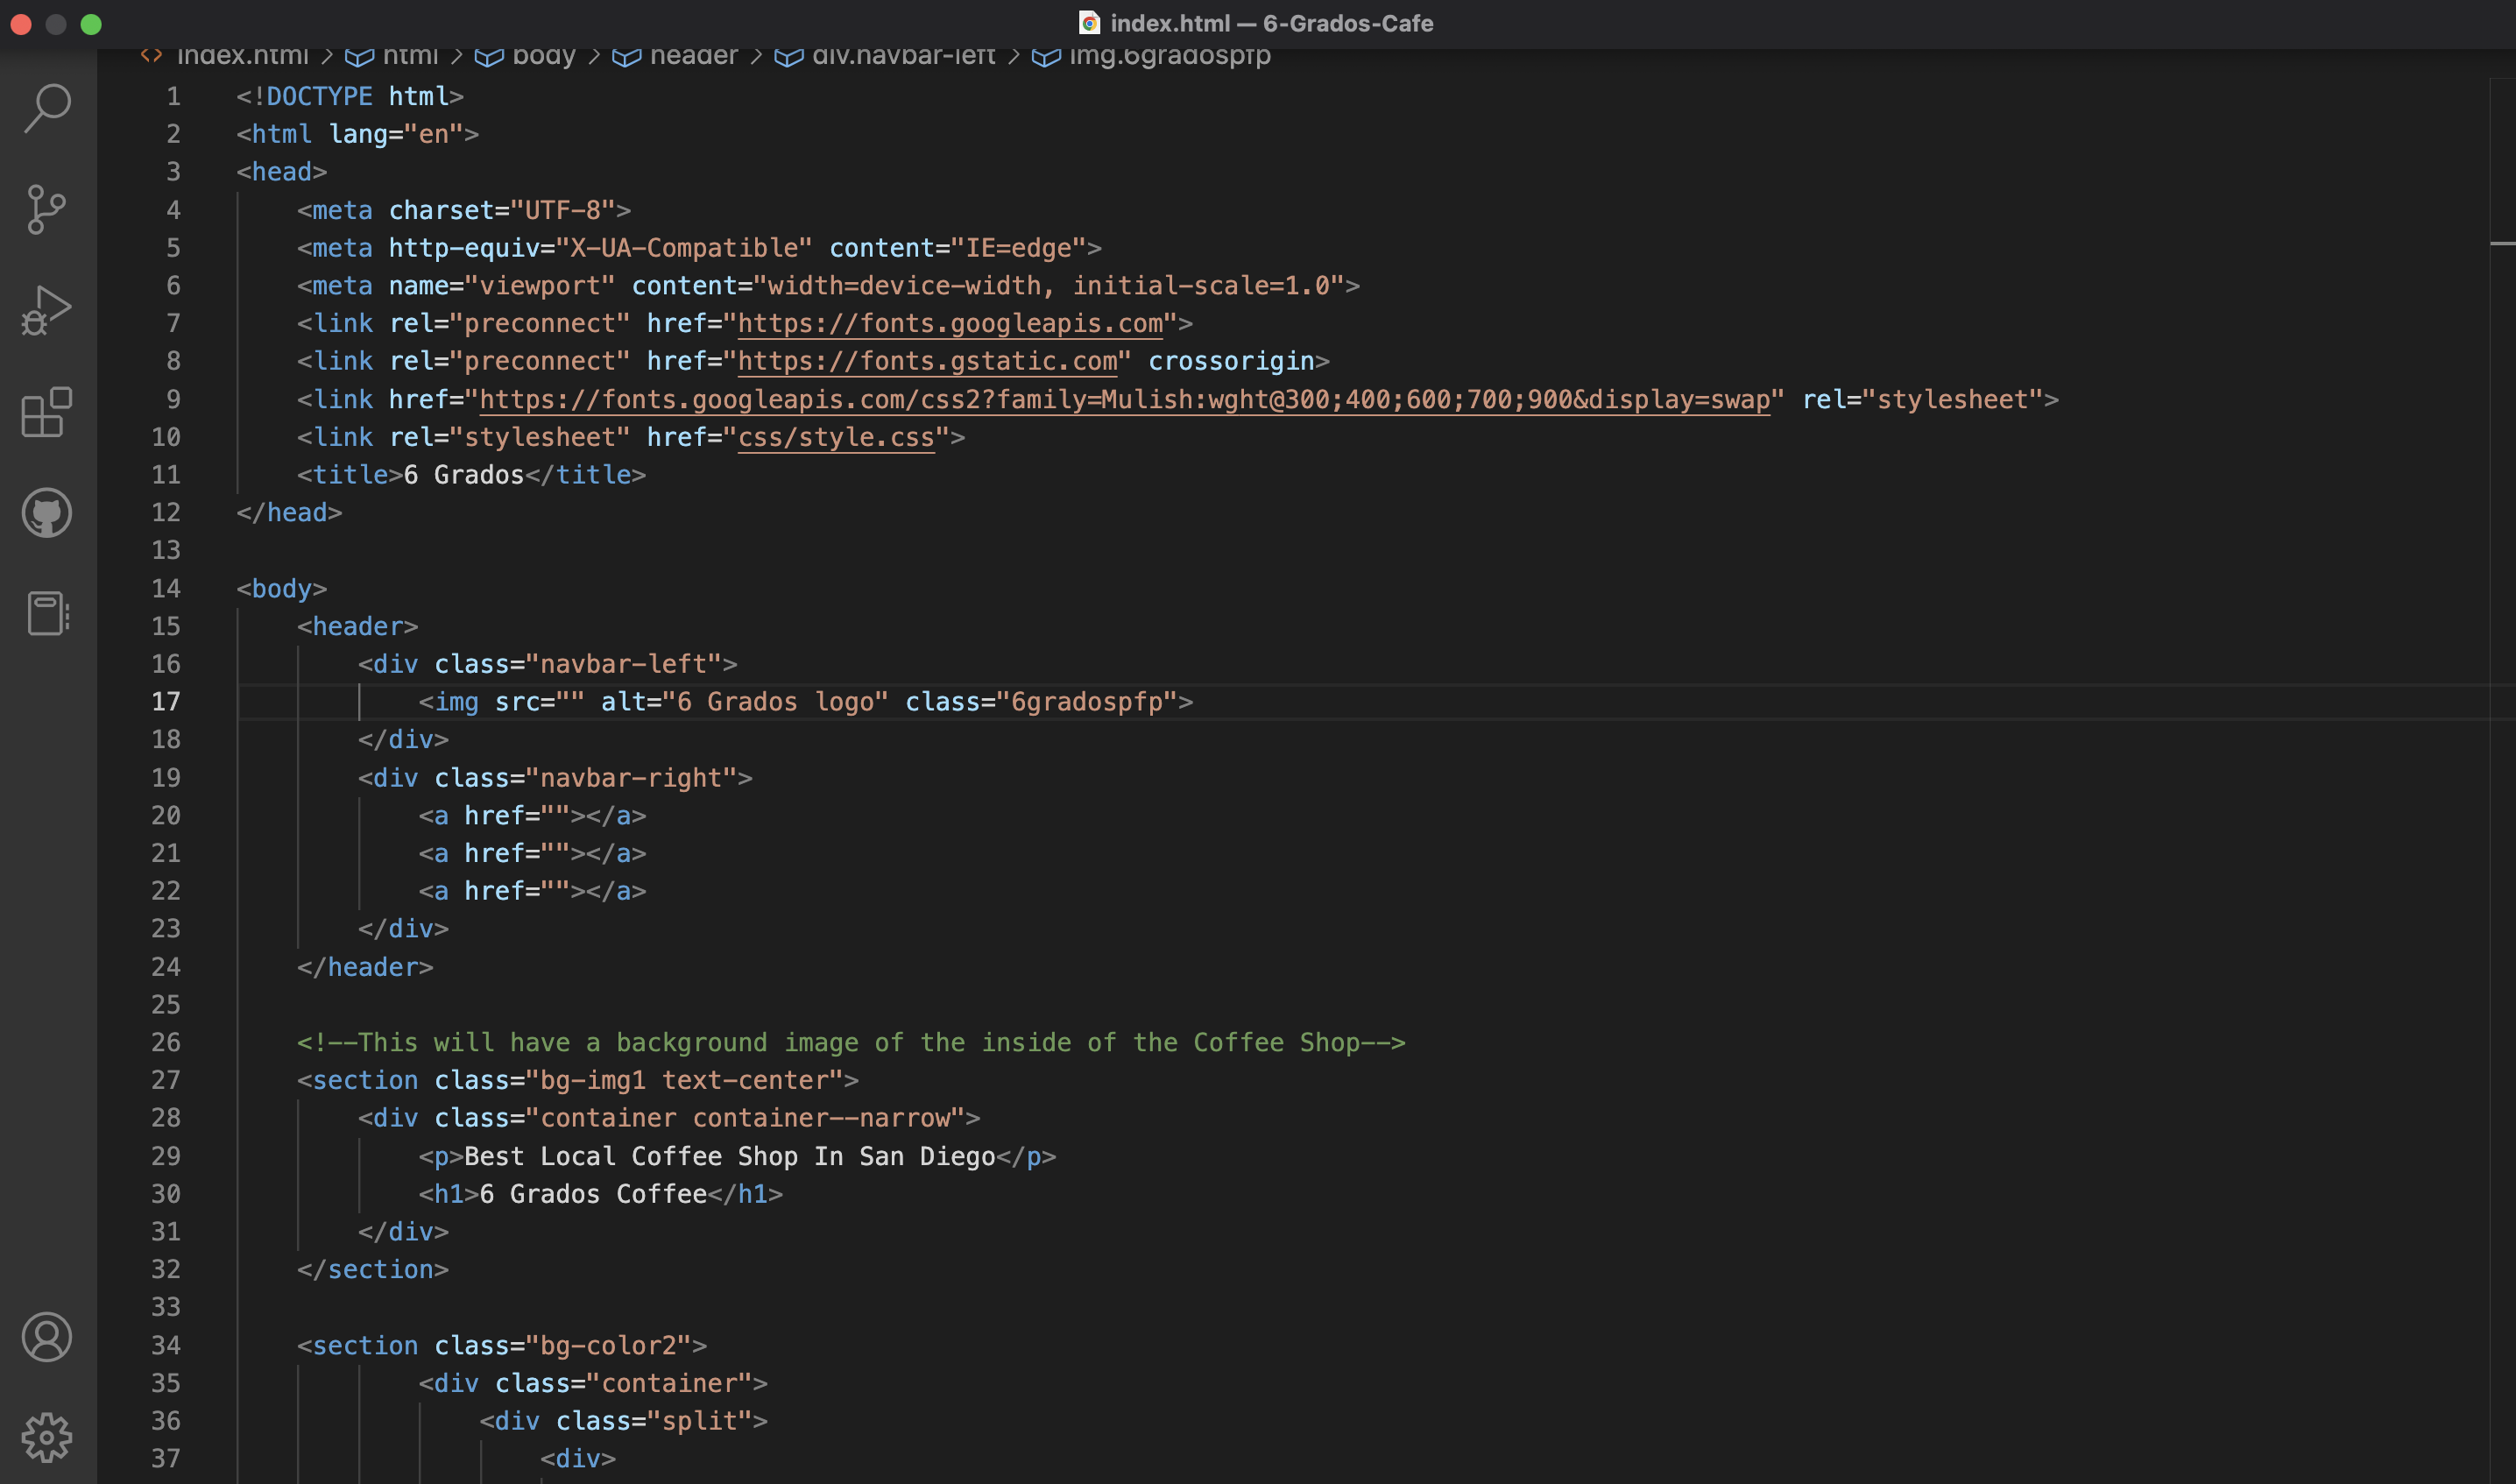 index.html — 6-Grados-Cafe
index.html > html > body > header > div.navbar-left > img.6gradospfp
1 <!DOCTYPE html>
2 <html lang="en">
3 <head>
4     <meta charset="UTF-8">
5     <meta http-equiv="X-UA-Compatible" content="IE=edge">
6     <meta name="viewport" content="width=device-width, initial-scale=1.0">
7     <link rel="preconnect" href="https://fonts.googleapis.com">
8     <link rel="preconnect" href="https://fonts.gstatic.com" crossorigin>
9     <link href="https://fonts.googleapis.com/css2?family=Mulish:wght@300;400;600;700;900&display=swap" rel="stylesheet">
10     <link rel="stylesheet" href="css/style.css">
11     <title>6 Grados</title>
12 </head>
13
14 <body>
15     <header>
16         <div class="navbar-left">
17             <img src="" alt="6 Grados logo" class="6gradospfp">
18         </div>
19         <div class="navbar-right">
20             <a href=""></a>
21             <a href=""></a>
22             <a href=""></a>
23         </div>
24     </header>
25
26     <!--This will have a background image of the inside of the Coffee Shop-->
27     <section class="bg-img1 text-center">
28         <div class="container container--narrow">
29             <p>Best Local Coffee Shop In San Diego</p>
30             <h1>6 Grados Coffee</h1>
31         </div>
32     </section>
33
34     <section class="bg-color2">
35             <div class="container">
36                 <div class="split">
37                     <div>